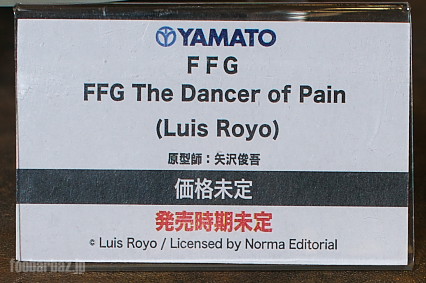 YAMATO
FFG
FFG The Dancer of Pain
(Luis Royo)
原型師：矢沢俊吾
価格未定
発売時期未定
© Luis Royo / Licensed by Norma Editorial
foobarbaz.jp